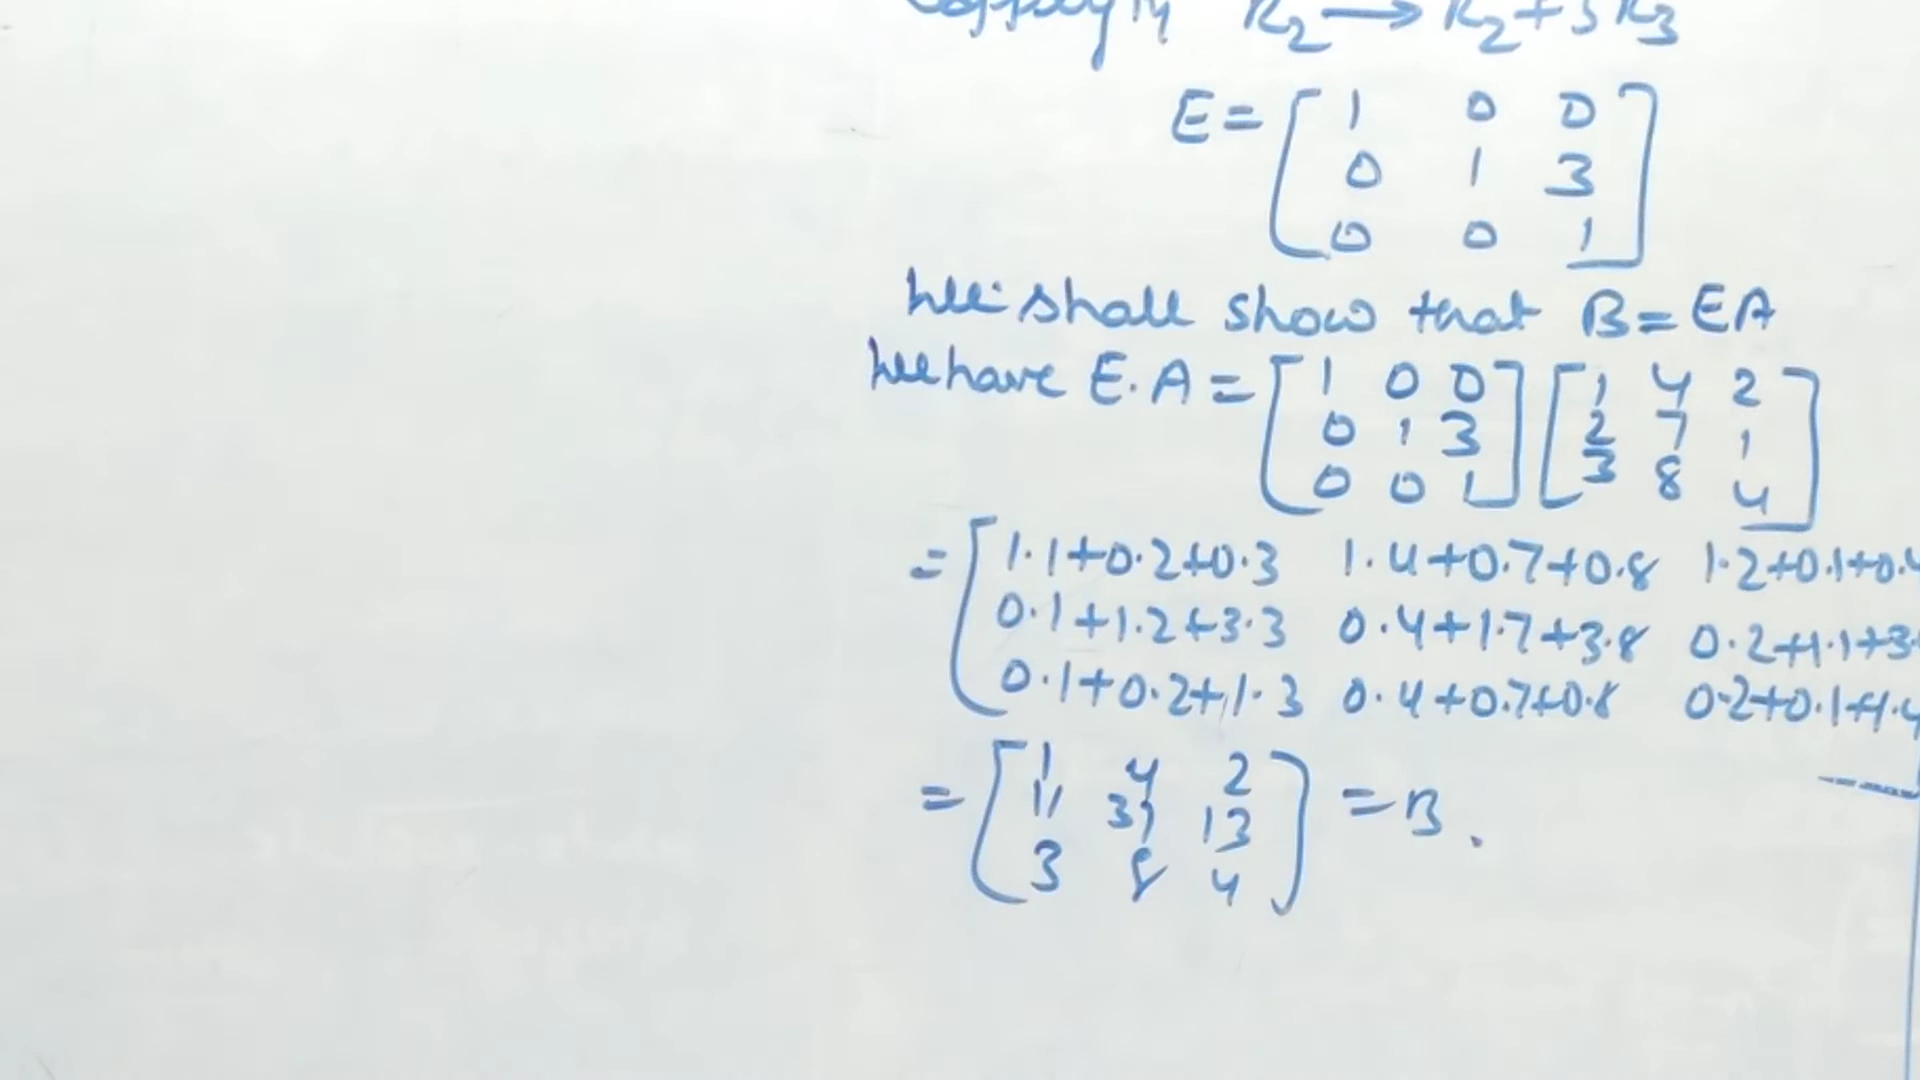 R2 → R2+3R3
E = [ 1 0 0
0 1 3
0 0 1 ]
We shall show that B = EA
We have E.A = [ 1 0 0 ] [ 1 4 2
0 1 3 2 7 1
0 0 1 ] 3 8 4 ]
= [ 1.1+0.2+0.3 1.4+0.7+0.8 1.2+0.1+0.4
0.1+1.2+3.3 0.4+1.7+3.8 0.2+1.1+3.
0.1+0.2+1.3 0.4+0.7+0.8 0.2+0.1+1.4
= [ 1 4 2
11 31 13 = B.
3 8 4 ]